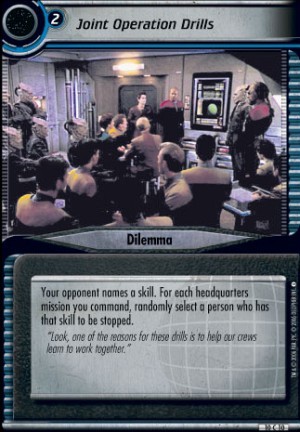 2
Joint Operation Drills
Dilemma
Your opponent names a skill. For each headquarters
mission you command, randomly select a person who has
that skill to be stopped.
"Look, one of the reasons for these drills is to help our crews
learn to work together."